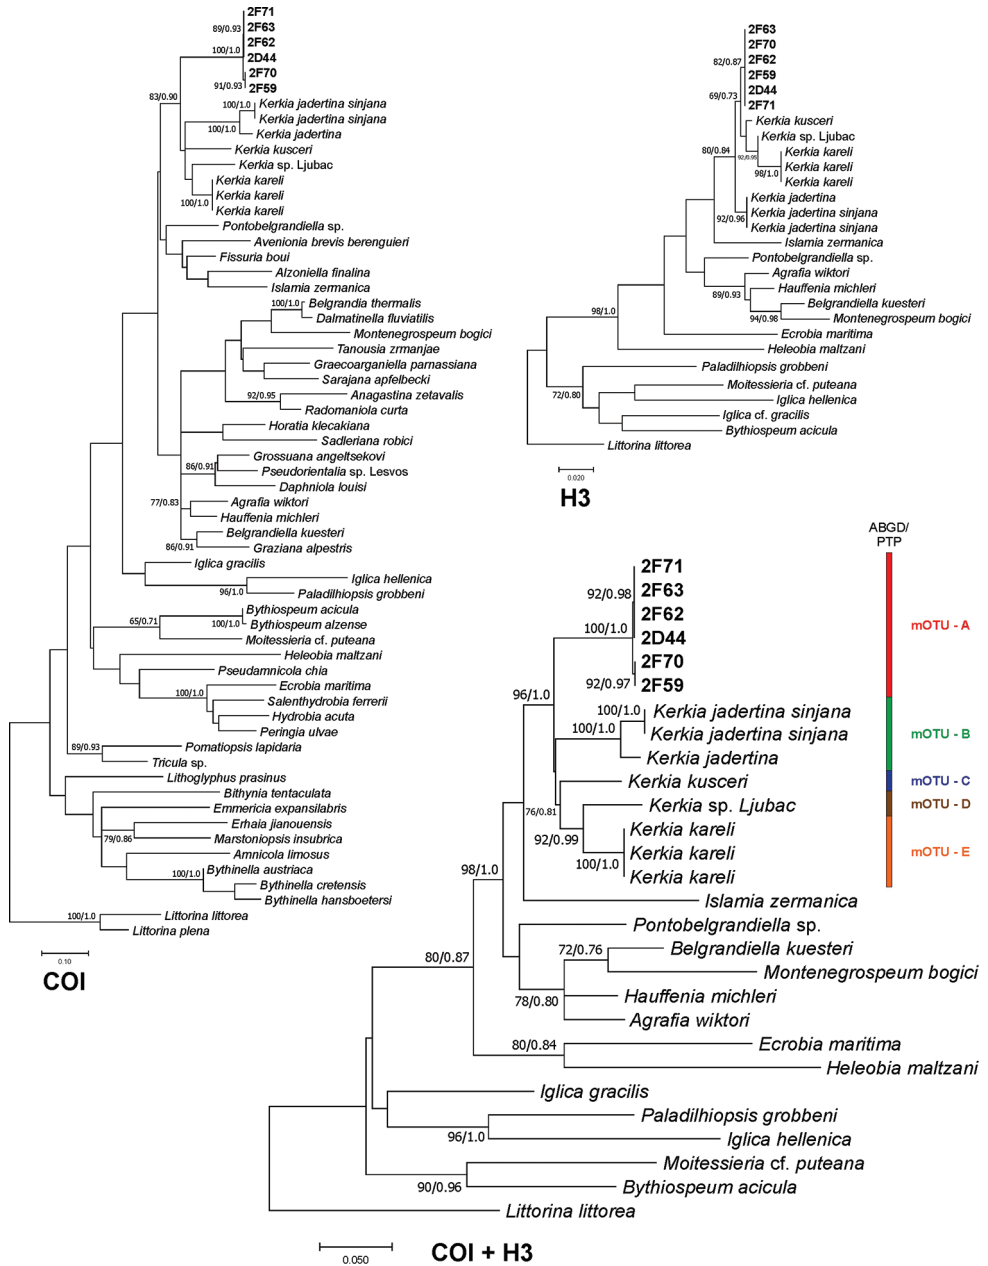 2F71
89/0.93
2F63
2F62
100/1.0
2D44
2F70
91/0.93
2F59
83/0.90
Kerkia jadertina sinjana
100/1.0
Kerkia jadertina sinjana
100/1.0
Kerkia jadertina
Kerkia kusceri
Kerkia sp. Ljubac
Kerkia kareli
Kerkia kareli
100/1.0
Kerkia kareli
Pontobelgrandiella sp.
Avenionia brevis berenguieri
Fissuria boui
Alzoniella finalina
Islamia zermanica
100/1.0
Belgrandia thermalis
Dalmatinella fluviatilis
Montenegrospeum bogici
Tanousia zrmanjae
Graecoarganiella parnassiana
Sarajana apfelbecki
92/0.95
Anagastina zetavalis
Radomaniola curta
Horatia klecakiana
Sadleriana robici
Grossuana angeltsekovi
86/0.91
Pseudorientalia sp. Lesvos
Daphniola louisi
77/0.83
Agrafia wiktori
Hauffenia michleri
Belgrandiella kuesteri
86/0.91
Graziana alpestris
Iglica gracilis
Iglica hellenica
96/1.0
Paladilhiopsis grobbeni
Bythiospeum acicula
65/0.71
100/1.0
Bythiospeum alzense
Moitessieria cf. puteana
Heleobia maltzani
Pseudamnicola chia
Ecrobia maritima
100/1.0
Salenthydrobia ferrerii
Hydrobia acuta
Peringia ulvae
89/0.93
Pomatiopsis lapidaria
Tricula sp.
Lithoglyphus prasinus
Bithynia tentaculata
Emmericia expansilabris
Erhaia jianouensis
79/0.86
Marstoniopsis insubrica
Amnicola limosus
100/1.0
Bythinella austriaca
Bythinella cretensis
Bythinella hansboetersi
100/1.0
Littorina littorea
Littorina plena
0.10
COI
2F63
2F70
82/0.87
2F62
2F59
69/0.73
2D44
2F71
Kerkia kusceri
Kerkia sp. Ljubac
80/0.84
92/0.95
Kerkia kareli
Kerkia kareli
98/1.0
Kerkia kareli
Kerkia jadertina
Kerkia jadertina sinjana
92/0.96
Kerkia jadertina sinjana
Islamia zermanica
Pontobelgrandiella sp.
Agrafia wiktori
89/0.93
Hauffenia michleri
Belgrandiella kuesteri
94/0.98
Montenegrospeum bogici
98/1.0
Ecrobia maritima
Heleobia maltzani
Paladilhiopsis grobbeni
Moitessieria cf. puteana
72/0.80
Iglica hellenica
Iglica cf. gracilis
Bythiospeum acicula
Littorina littorea
0.020
H3
ABGD/
PTP
2F71
92/0.98
2F63
2F62
100/1.0
2D44
2F70
92/0.97
2F59
mOTU - A
96/1.0
100/1.0
Kerkia jadertina sinjana
100/1.0
Kerkia jadertina sinjana
mOTU - B
Kerkia jadertina
Kerkia kusceri
mOTU - C
76/0.81
Kerkia sp. Ljubac
mOTU - D
92/0.99
Kerkia kareli
Kerkia kareli
mOTU - E
100/1.0
Kerkia kareli
98/1.0
Islamia zermanica
Pontobelgrandiella sp.
72/0.76
Belgrandiella kuesteri
80/0.87
Montenegrospeum bogici
78/0.80
Hauffenia michleri
Agrafia wiktori
80/0.84
Ecrobia maritima
Heleobia maltzani
Iglica gracilis
Paladilhiopsis grobbeni
96/1.0
Iglica hellenica
Moitessieria cf. puteana
90/0.96
Bythiospeum acicula
Littorina littorea
0.050
COI + H3